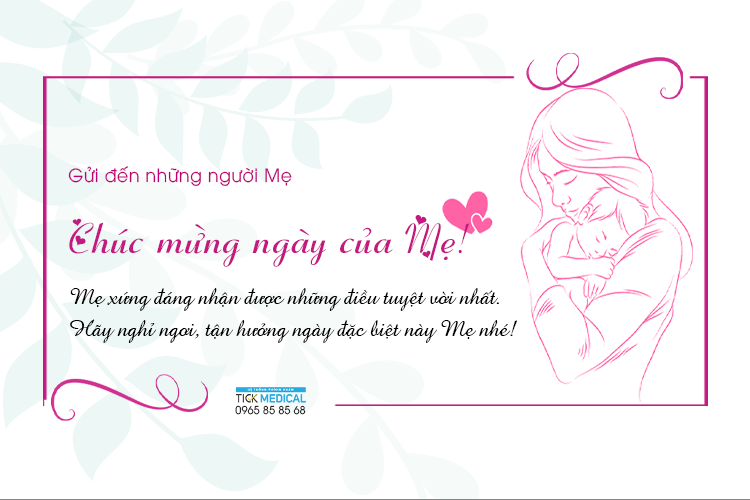 Gửi đến những người Mẹ
Chúc mừng ngày của Mẹ!
Mẹ xứng đáng nhận được những điều tuyệt vời nhất.
Hãy nghỉ ngơi, tận hưởng ngày đặc biệt này Mẹ nhé!
TICK MEDICAL
0965 85 85 68